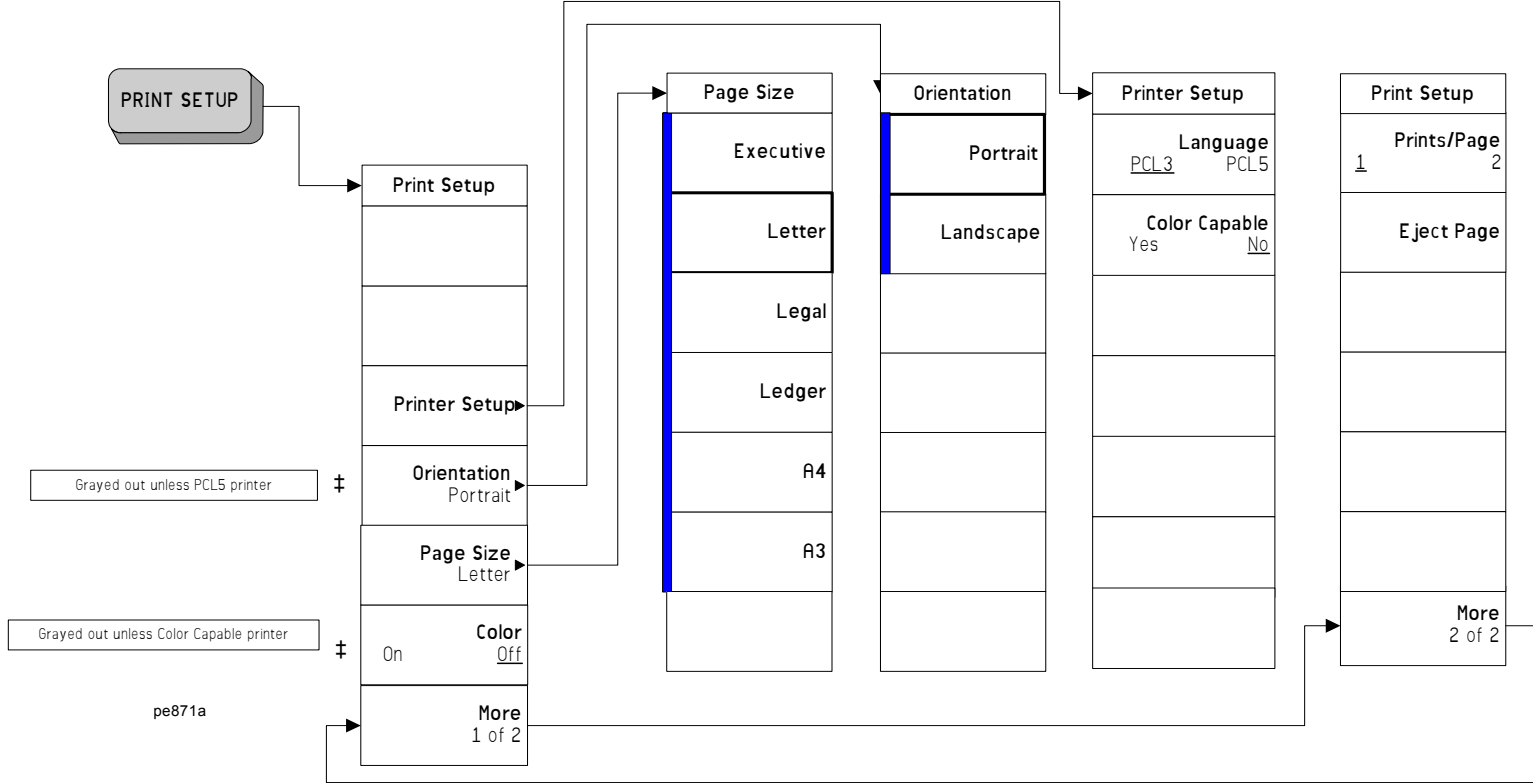 PRINT SETUP
Print Setup
Printer Setup
Orientation
Portrait
Page Size
Letter
Color
On Off
More
1 of 2
Grayed out unless PCL5 printer
‡
Grayed out unless Color Capable printer
‡
pe871a
Page Size
Executive
Letter
Legal
Ledger
A4
A3
Orientation
Portrait
Landscape
Printer Setup
Language
PCL3 PCL5
Color Capable
Yes No
Print Setup
Prints/Page
1 2
Eject Page
More
2 of 2